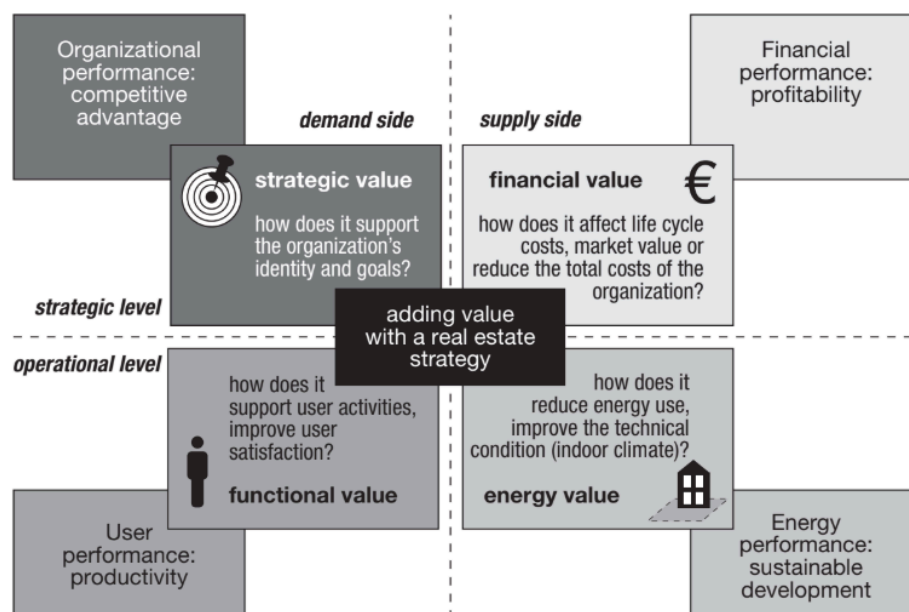 Organizational
performance:
competitive
advantage
demand side
strategic value
how does it support
the organization's
identity and goals?
strategic level
supply side
Financial
performance:
profitability
financial value
€
how does it affect life cycle
costs, market value or
reduce the total costs of the
organization?
adding value
with a real estate
strategy
operational level
how does it
support user activities,
improve user
satisfaction?
functional value
User
performance:
productivity
how does it
reduce energy use,
improve the technical
condition (indoor climate)?
energy value
Energy
performance:
sustainable
development